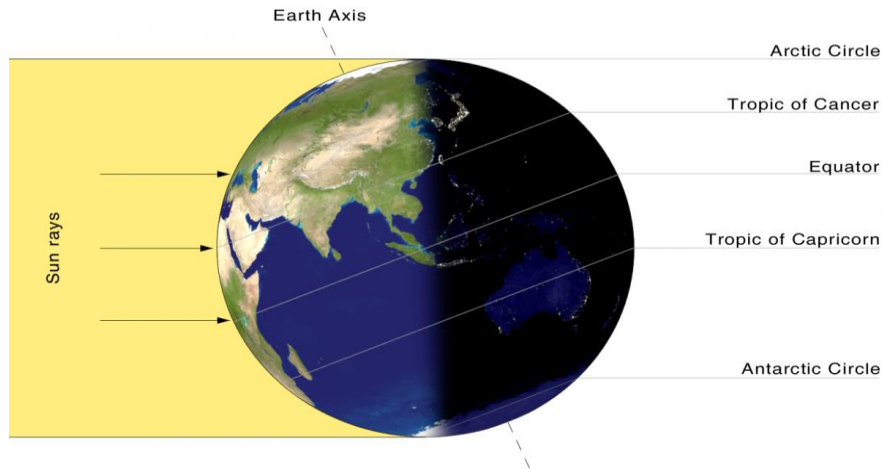 Earth Axis
Arctic Circle
Tropic of Cancer
Equator
Tropic of Capricorn
Antarctic Circle
Sun rays